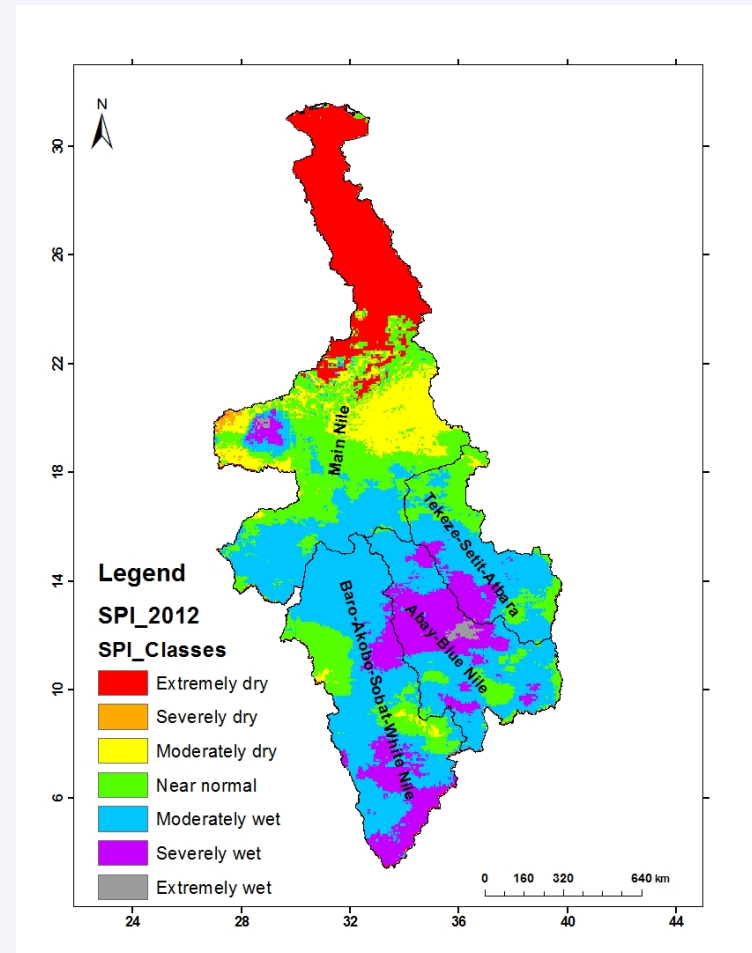 N
30
26
22
18
14
10
6
Main Nile
Tekeze-Setit-Atbara
Abay-Blue Nile
Baro-Akobo-Sobat-White Nile
Legend
SPI_2012
SPI_Classes
Extremely dry
Severely dry
Moderately dry
Near normal
Moderately wet
Severely wet
Extremely wet
0 160 320 640 km
24 28 32 36 40 44